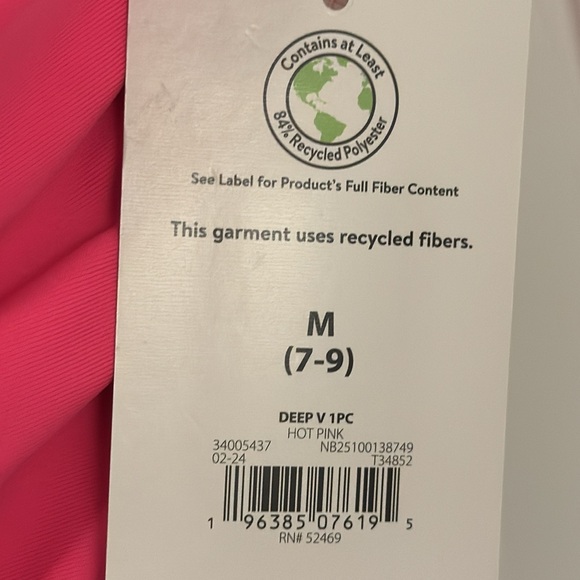 Contains at Least
84% Recycled Polyester
See Label for Product's Full Fiber Content
This garment uses recycled fibers.
M
(7-9)
DEEP V 1PC
HOT PINK
34005437 NB25100138749
02-24 T34852
1 96385 07619 5
RN# 52469